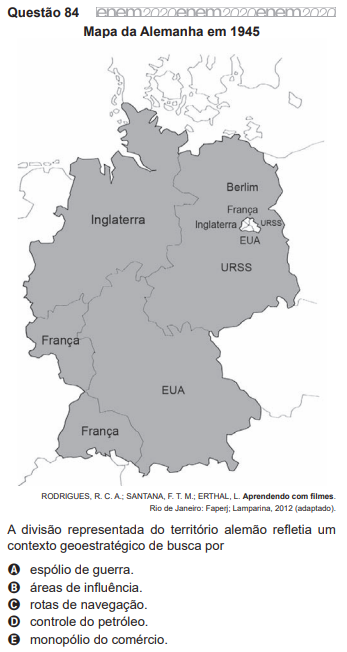 Questão 84 enem2020enem2020enem2020
Mapa da Alemanha em 1945
Berlim
França
Inglaterra
Inglaterra
URSS
EUA
URSS
França
EUA
França
RODRIGUES, R. C. A.; SANTANA, F. T. M.; ERTHAL, L. Aprendendo com filmes.
Rio de Janeiro: Faperj; Lamparina, 2012 (adaptado).
A divisão representada do território alemão refletia um
contexto geoestratégico de busca por
A espólio de guerra.
B áreas de influência.
C rotas de navegação.
D controle do petróleo.
E monopólio do comércio.